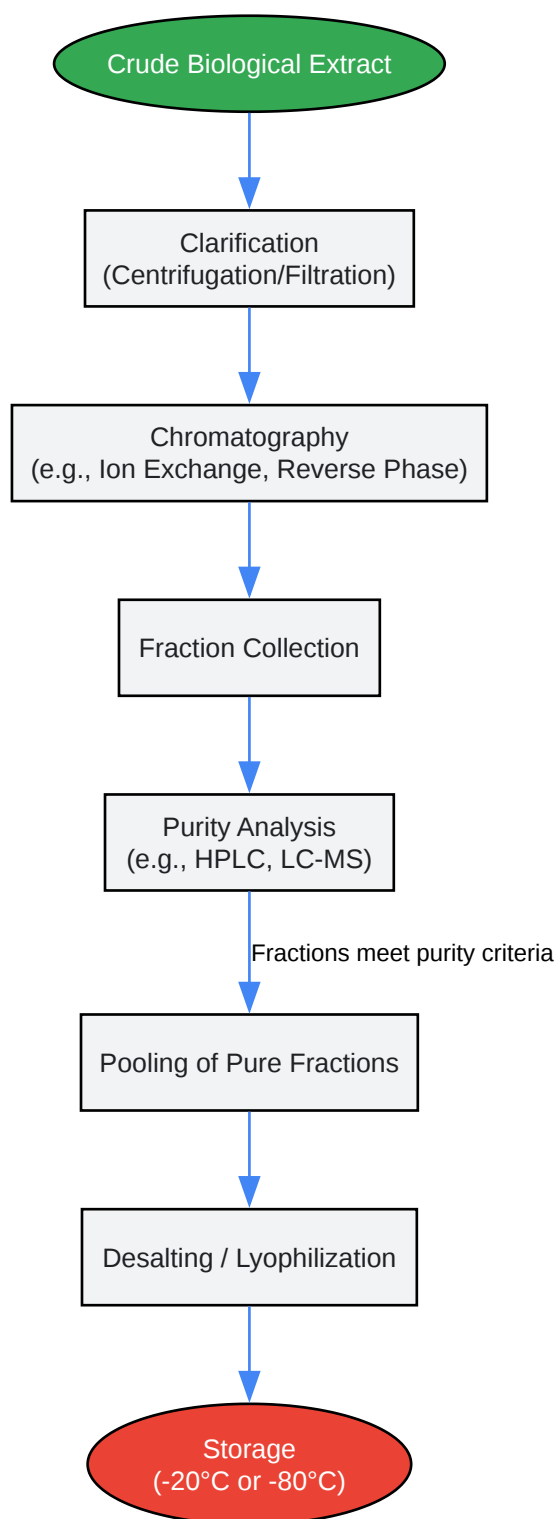 Crude Biological Extract
Clarification
(Centrifugation/Filtration)
Chromatography
(e.g., Ion Exchange, Reverse Phase)
Fraction Collection
Purity Analysis
(e.g., HPLC, LC-MS)
Fractions meet purity criteria
Pooling of Pure Fractions
Desalting / Lyophilization
Storage
(-20°C or -80°C)